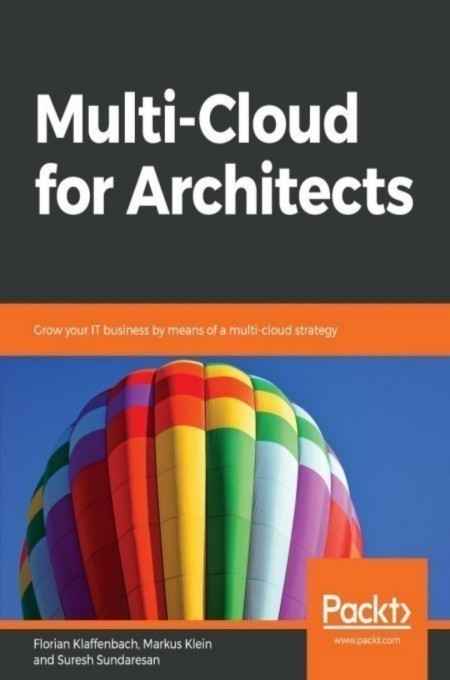 Multi-Cloud
for Architects
Grow your IT business by means of a multi-cloud strategy
Packt>
www.packt.com
Florian Klaffenbach, Markus Klein
and Suresh Sundaresan